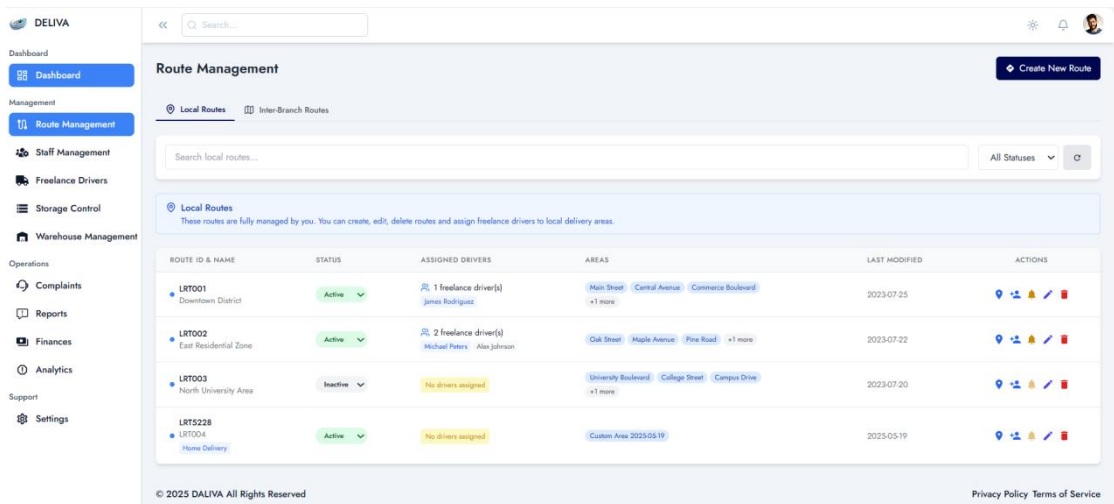 DELIVA
Search...
Dashboard
Dashboard
Management
Route Management
Staff Management
Freelance Drivers
Storage Control
Warehouse Management
Operations
Complaints
Reports
Finances
Analytics
Support
Settings
Route Management
Create New Route
Local Routes
Inter-Branch Routes
Search local routes...
All Statuses
Local Routes
These routes are fully managed by you. You can create, edit, delete routes and assign freelance drivers to local delivery areas.
ROUTE ID & NAME STATUS ASSIGNED DRIVERS AREAS LAST MODIFIED ACTIONS
LRT001
Downtown District
Active
1 freelance driver(s)
James Rodriguez
Main Street Central Avenue Commerce Boulevard
+1 more
2023-07-25
LRT002
East Residential Zone
Active
2 freelance driver(s)
Michael Peters Alex Johnson
Oak Street Maple Avenue Pine Road +1 more
2023-07-22
LRT003
North University Area
Inactive
No drivers assigned
University Boulevard College Street Campus Drive
+1 more
2023-07-20
LRT5228
LRT004
Home Delivery
Active
No drivers assigned
Custom Area 2025-05-19
2025-05-19
© 2025 DALIVA All Rights Reserved
Privacy Policy Terms of Service